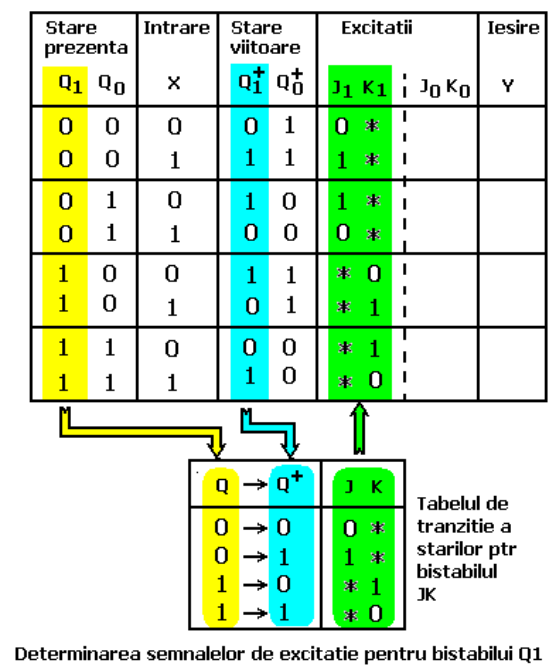 Stare prezenta Intrare Stare viitoare Excitatii Iesire
Q1 Q0 X Q1+ Q0+ J1 K1 J0 K0 Y
0 0 0 0 1 0 *
0 0 1 1 1 1 *
0 1 0 1 0 1 *
0 1 1 0 0 0 *
1 0 0 1 1 * 0
1 0 1 0 1 * 1
1 1 0 0 0 * 1
1 1 1 1 0 * 0
Q → Q+ J K
0 → 0 0 *
0 → 1 1 *
1 → 0 * 1
1 → 1 * 0
Tabelul de
tranzitie a
starilor ptr
bistabilul
JK
Determinarea semnalelor de excitatie pentru bistabilui Q1